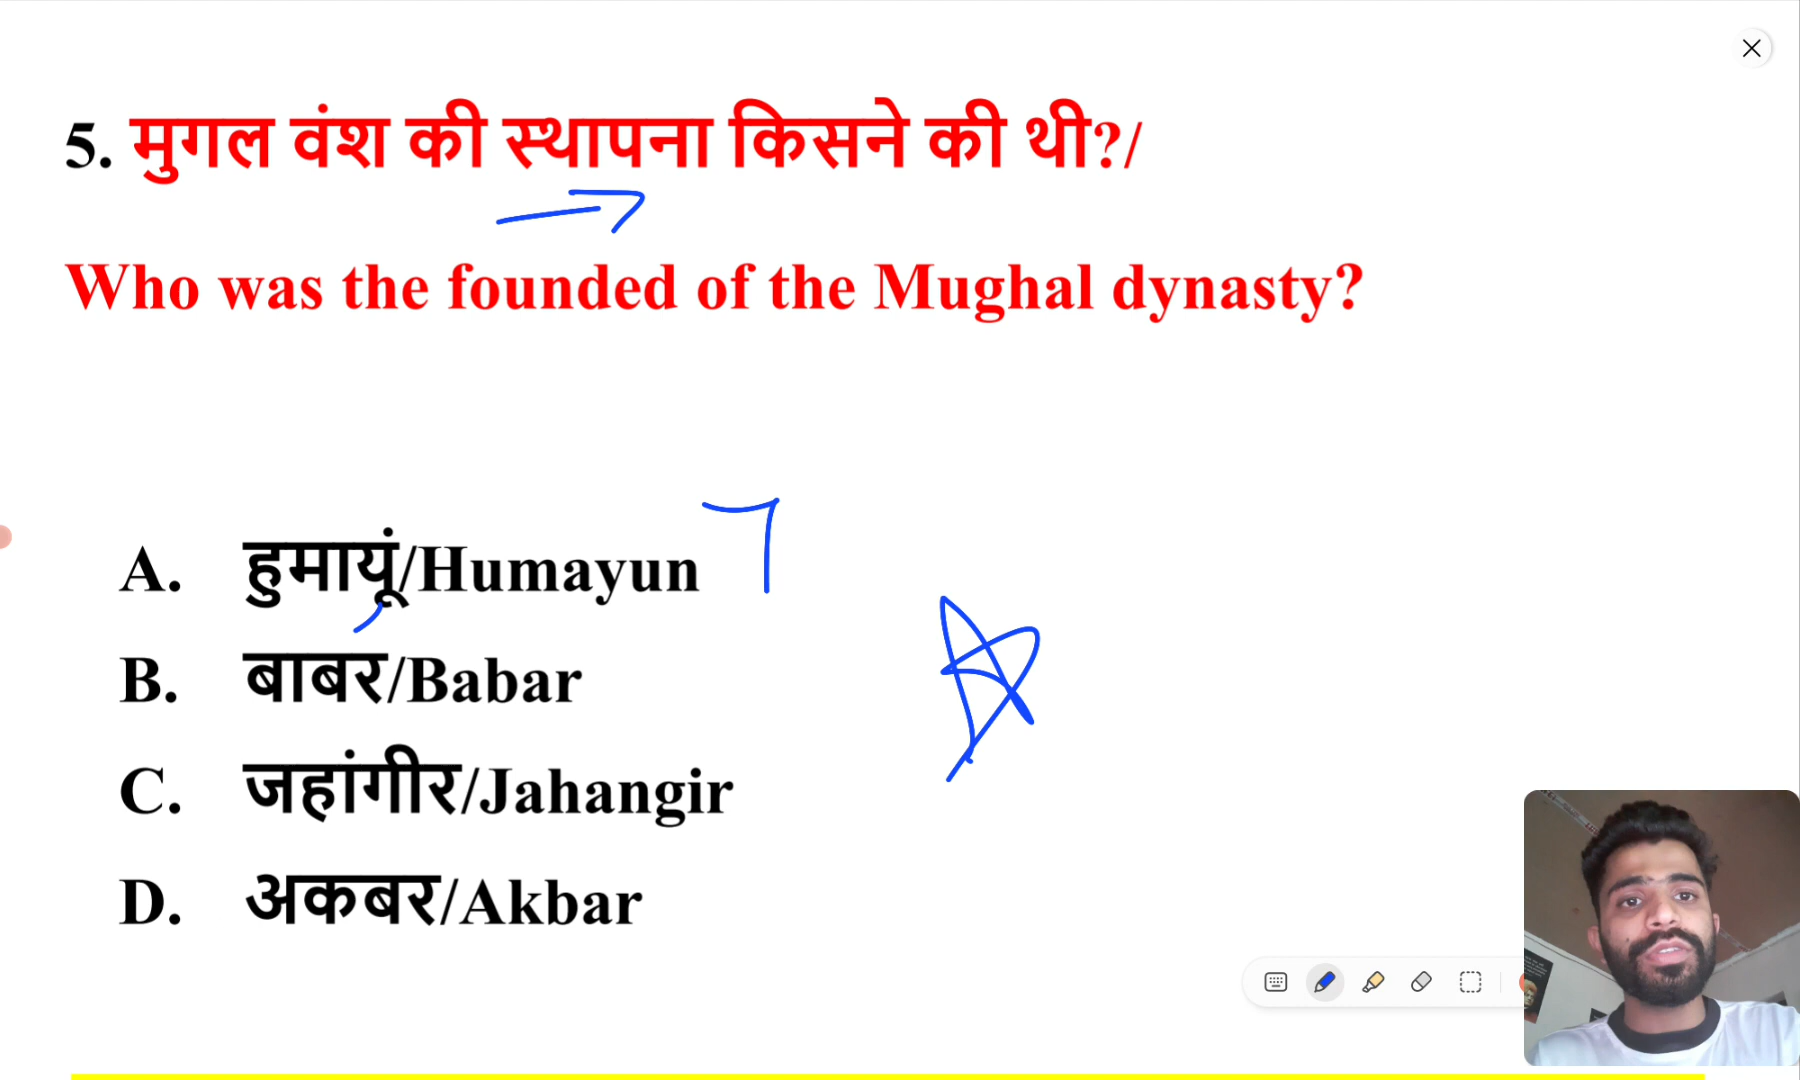 5. मुगल वंश की स्थापना किसने की थी?/
Who was the founded of the Mughal dynasty?
A. हुमायूं/Humayun
B. बाबर/Babar
C. जहांगीर/Jahangir
D. अकबर/Akbar